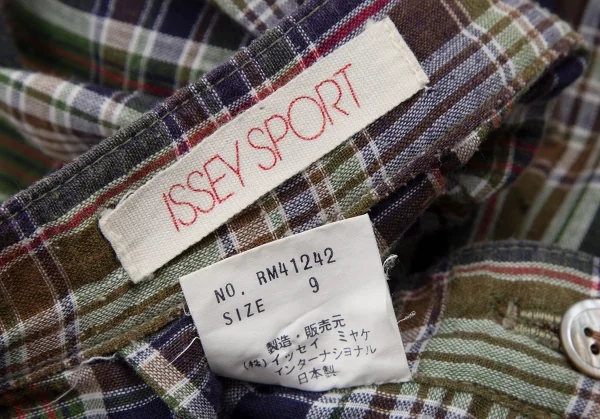 ISSEY SPORT
NO. RM41242
SIZE 9
製造・販売元
(株)イッセイ ミヤケ
インターナショナル
日本製